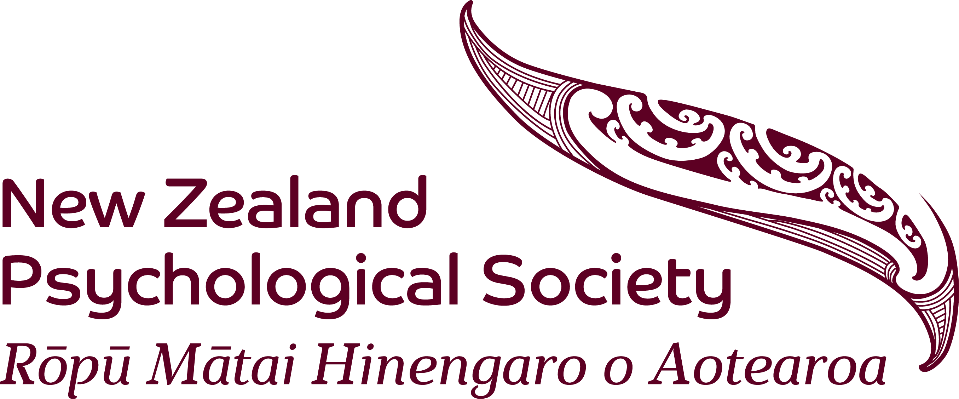 New Zealand
Psychological Society
Rōpū Mātai Hinengaro o Aotearoa